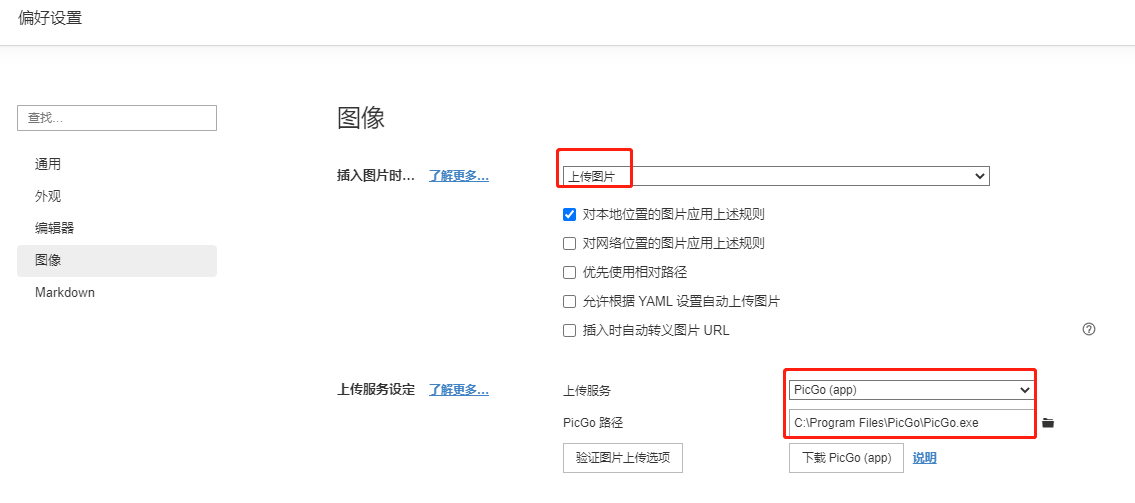 偏好设置
查找...
通用
外观
编辑器
图像
Markdown
图像
插入图片时... 了解更多... 上传图片
对本地位置的图片应用上述规则
对网络位置的图片应用上述规则
优先使用相对路径
允许根据 YAML 设置自动上传图片
插入时自动转义图片 URL
上传服务设定 了解更多... 上传服务 PicGo (app)
PicGo 路径 C:\Program Files\PicGo\PicGo.exe
验证图片上传选项 下载 PicGo (app) 说明